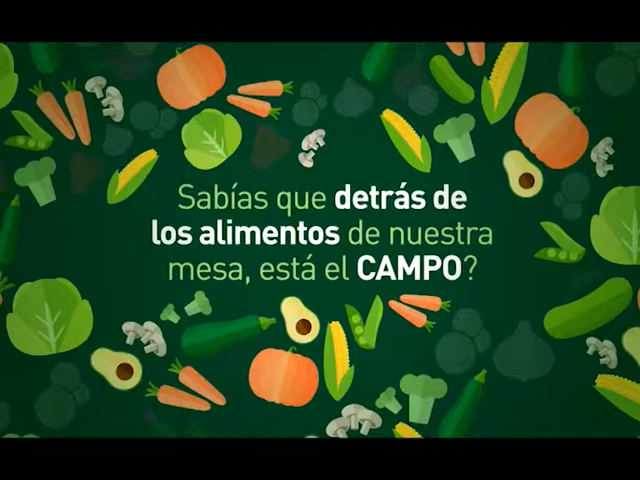 Sabías que detrás de
los alimentos de nuestra
mesa, está el CAMPO?